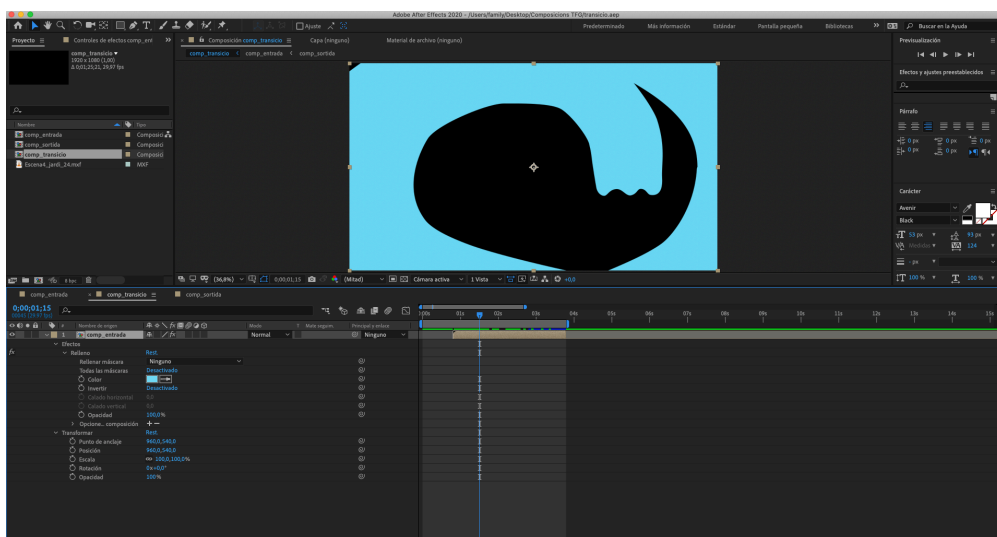 Adobe After Effects 2020 - /Users/family/Desktop/Composicions TFG/transicio.aep
Ajuste
Predeterminado Más información Estándar Pantalla pequeña Bibliotecas Buscar en la Ayuda
Proyecto Controles de efectos comp_ent Composición comp_transicio Capa (ninguno) Material de archivo (ninguno) Previsualización
comp_transicio comp_entrada comp_sortida
comp_transicio
1920 x 1080 (1,00)
Δ 0;01;25;21, 29,97 fps
Efectos y ajustes preestablecidos
Párrafo
0 px 0 px 0 px
0 px 0 px
Nombre Tipo
comp_entrada Composici
comp_sortida Composici
comp_transicio Composici
Escena4_jardi_24.mxf MXF
Carácter
Avenir
Black
53 px 93 px
Medidas 124
- px
100 % 100 %
8 bpc (36,8%) 0;00;01;15 (Mitad) Cámara activa 1 Vista +0,0
comp_entrada comp_transicio comp_sortida
0;00;01;15
01s 02s 03s 04s 05s 06s 07s 08s 09s 10s 11s 12s 13s 14s 15s
Nombre de origen Modo T Mate seguim. Principal y enlace
1 comp_entrada Normal Ninguno
Efectos
fx Relleno Rest.
Rellenar máscara Ninguno
Todas las máscaras Desactivado
Color
Invertir Desactivado
Calado horizontal 0,0
Calado vertical 0,0
Opacidad 100,0%
Opcione.. composición + −
Transformar Rest.
Punto de anclaje 960,0,540,0
Posición 960,0,540,0
Escala 100,0,100,0%
Rotación 0x+0,0°
Opacidad 100%